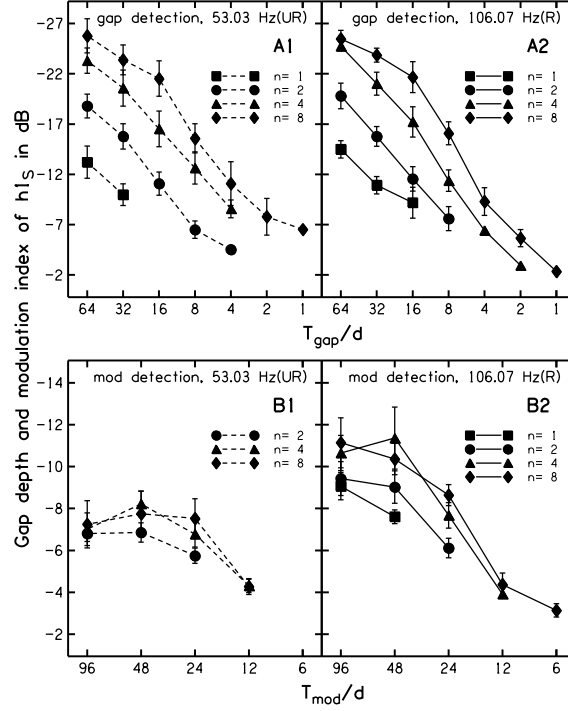 Gap depth and modulation index of h1S in dB
gap detection, 53.03 Hz(UR)
A1
n= 1
n= 2
n= 4
n= 8
-27
-22
-17
-12
-7
-2
64 32 16 8 4 2 1
gap detection, 106.07 Hz(R)
A2
n= 1
n= 2
n= 4
n= 8
64 32 16 8 4 2 1
Tgap/d
mod detection, 53.03 Hz(UR)
B1
n= 2
n= 4
n= 8
-14
-12
-10
-8
-6
-4
-2
96 48 24 12 6
mod detection, 106.07 Hz(R)
B2
n= 1
n= 2
n= 4
n= 8
96 48 24 12 6
Tmod/d